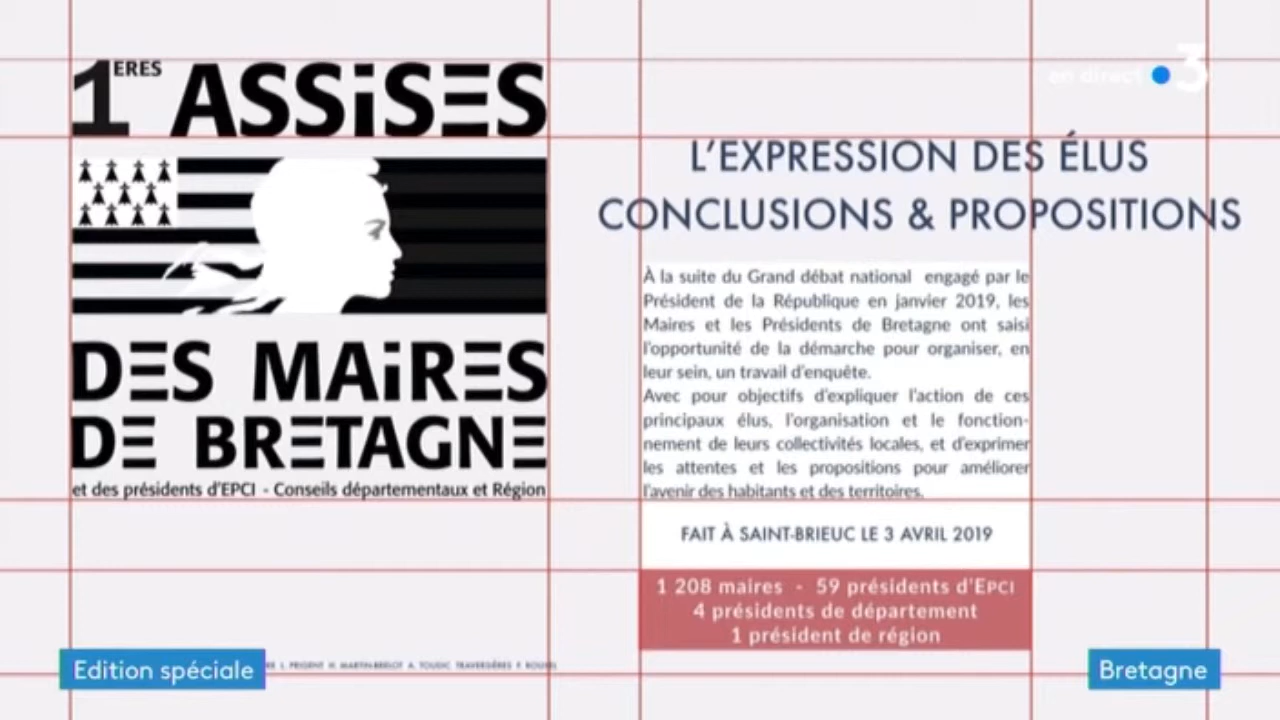 1ERES ASSiSES
DES MAiRES
DE BRETAGNE
et des présidents d'EPCI - Conseils départementaux et Région
en direct 3
L'EXPRESSION DES ÉLUS
CONCLUSIONS & PROPOSITIONS
À la suite du Grand débat national engagé par le
Président de la République en janvier 2019, les
Maires et les Présidents de Bretagne ont saisi
l'opportunité de la démarche pour organiser, en
leur sein, un travail d'enquête.
Avec pour objectifs d'expliquer l'action de ces
principaux élus, l'organisation et le fonction-
nement de leurs collectivités locales, et d'exprimer
les attentes et les propositions pour améliorer
l'avenir des habitants et des territoires.
FAIT À SAINT-BRIEUC LE 3 AVRIL 2019
1 208 maires - 59 présidents d'EPCI
4 présidents de département
1 président de région
L. PRIGENT H. MARTIN-BRELOT A. TOUDIC
Edition spéciale
Bretagne